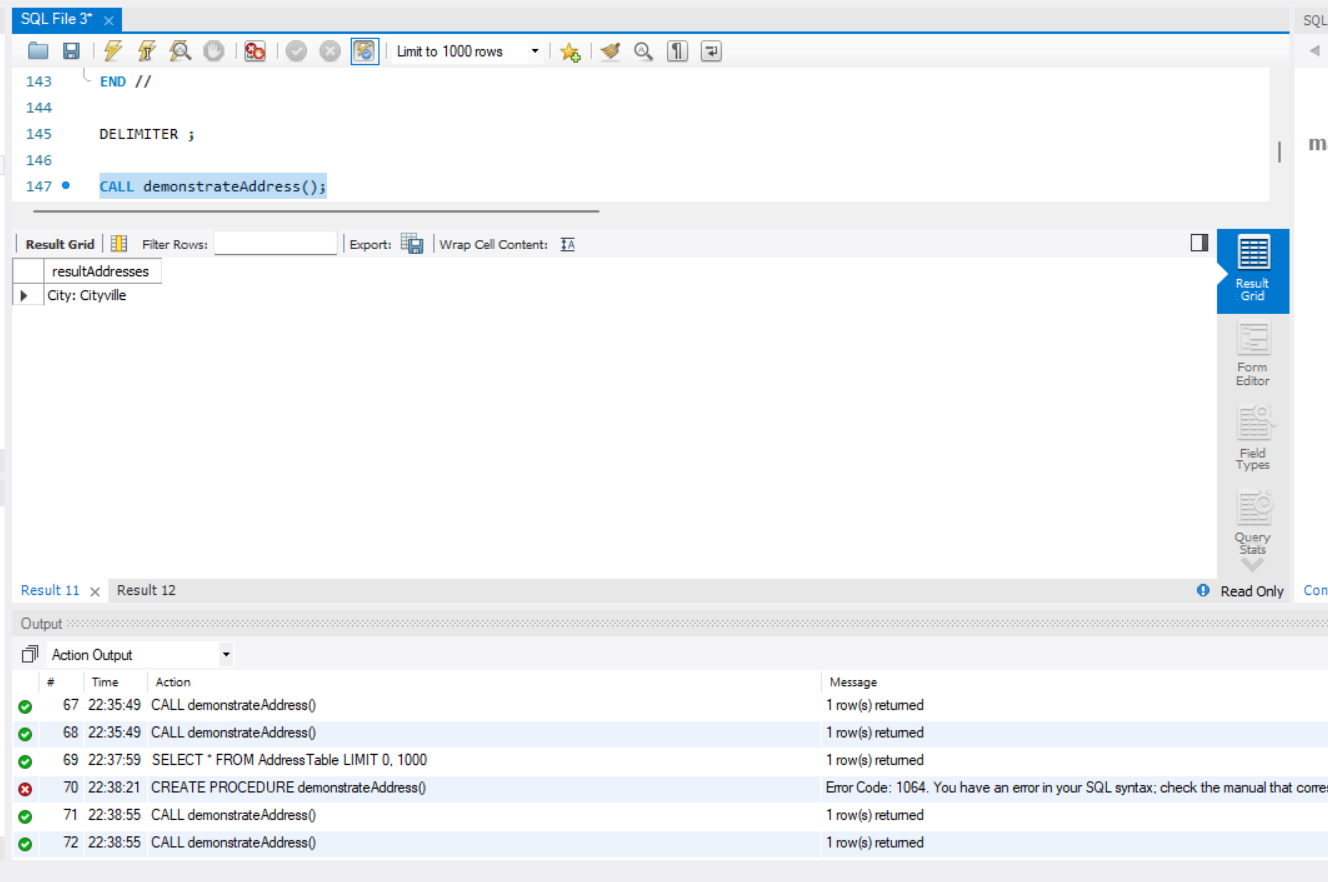 SQL File 3*
SQL
Limit to 1000 rows
143 END //
144
145 DELIMITER ;
146
147 CALL demonstrateAddress();
Result Grid Filter Rows: Export: Wrap Cell Content:
resultAddresses
City: Cityville
Result
Grid
Form
Editor
Field
Types
Query
Stats
Result 11 Result 12 Read Only Con
Output
Action Output
# Time Action Message
67 22:35:49 CALL demonstrateAddress() 1 row(s) returned
68 22:35:49 CALL demonstrateAddress() 1 row(s) returned
69 22:37:59 SELECT * FROM AddressTable LIMIT 0, 1000 1 row(s) returned
70 22:38:21 CREATE PROCEDURE demonstrateAddress() Error Code: 1064. You have an error in your SQL syntax; check the manual that corres
71 22:38:55 CALL demonstrateAddress() 1 row(s) returned
72 22:38:55 CALL demonstrateAddress() 1 row(s) returned